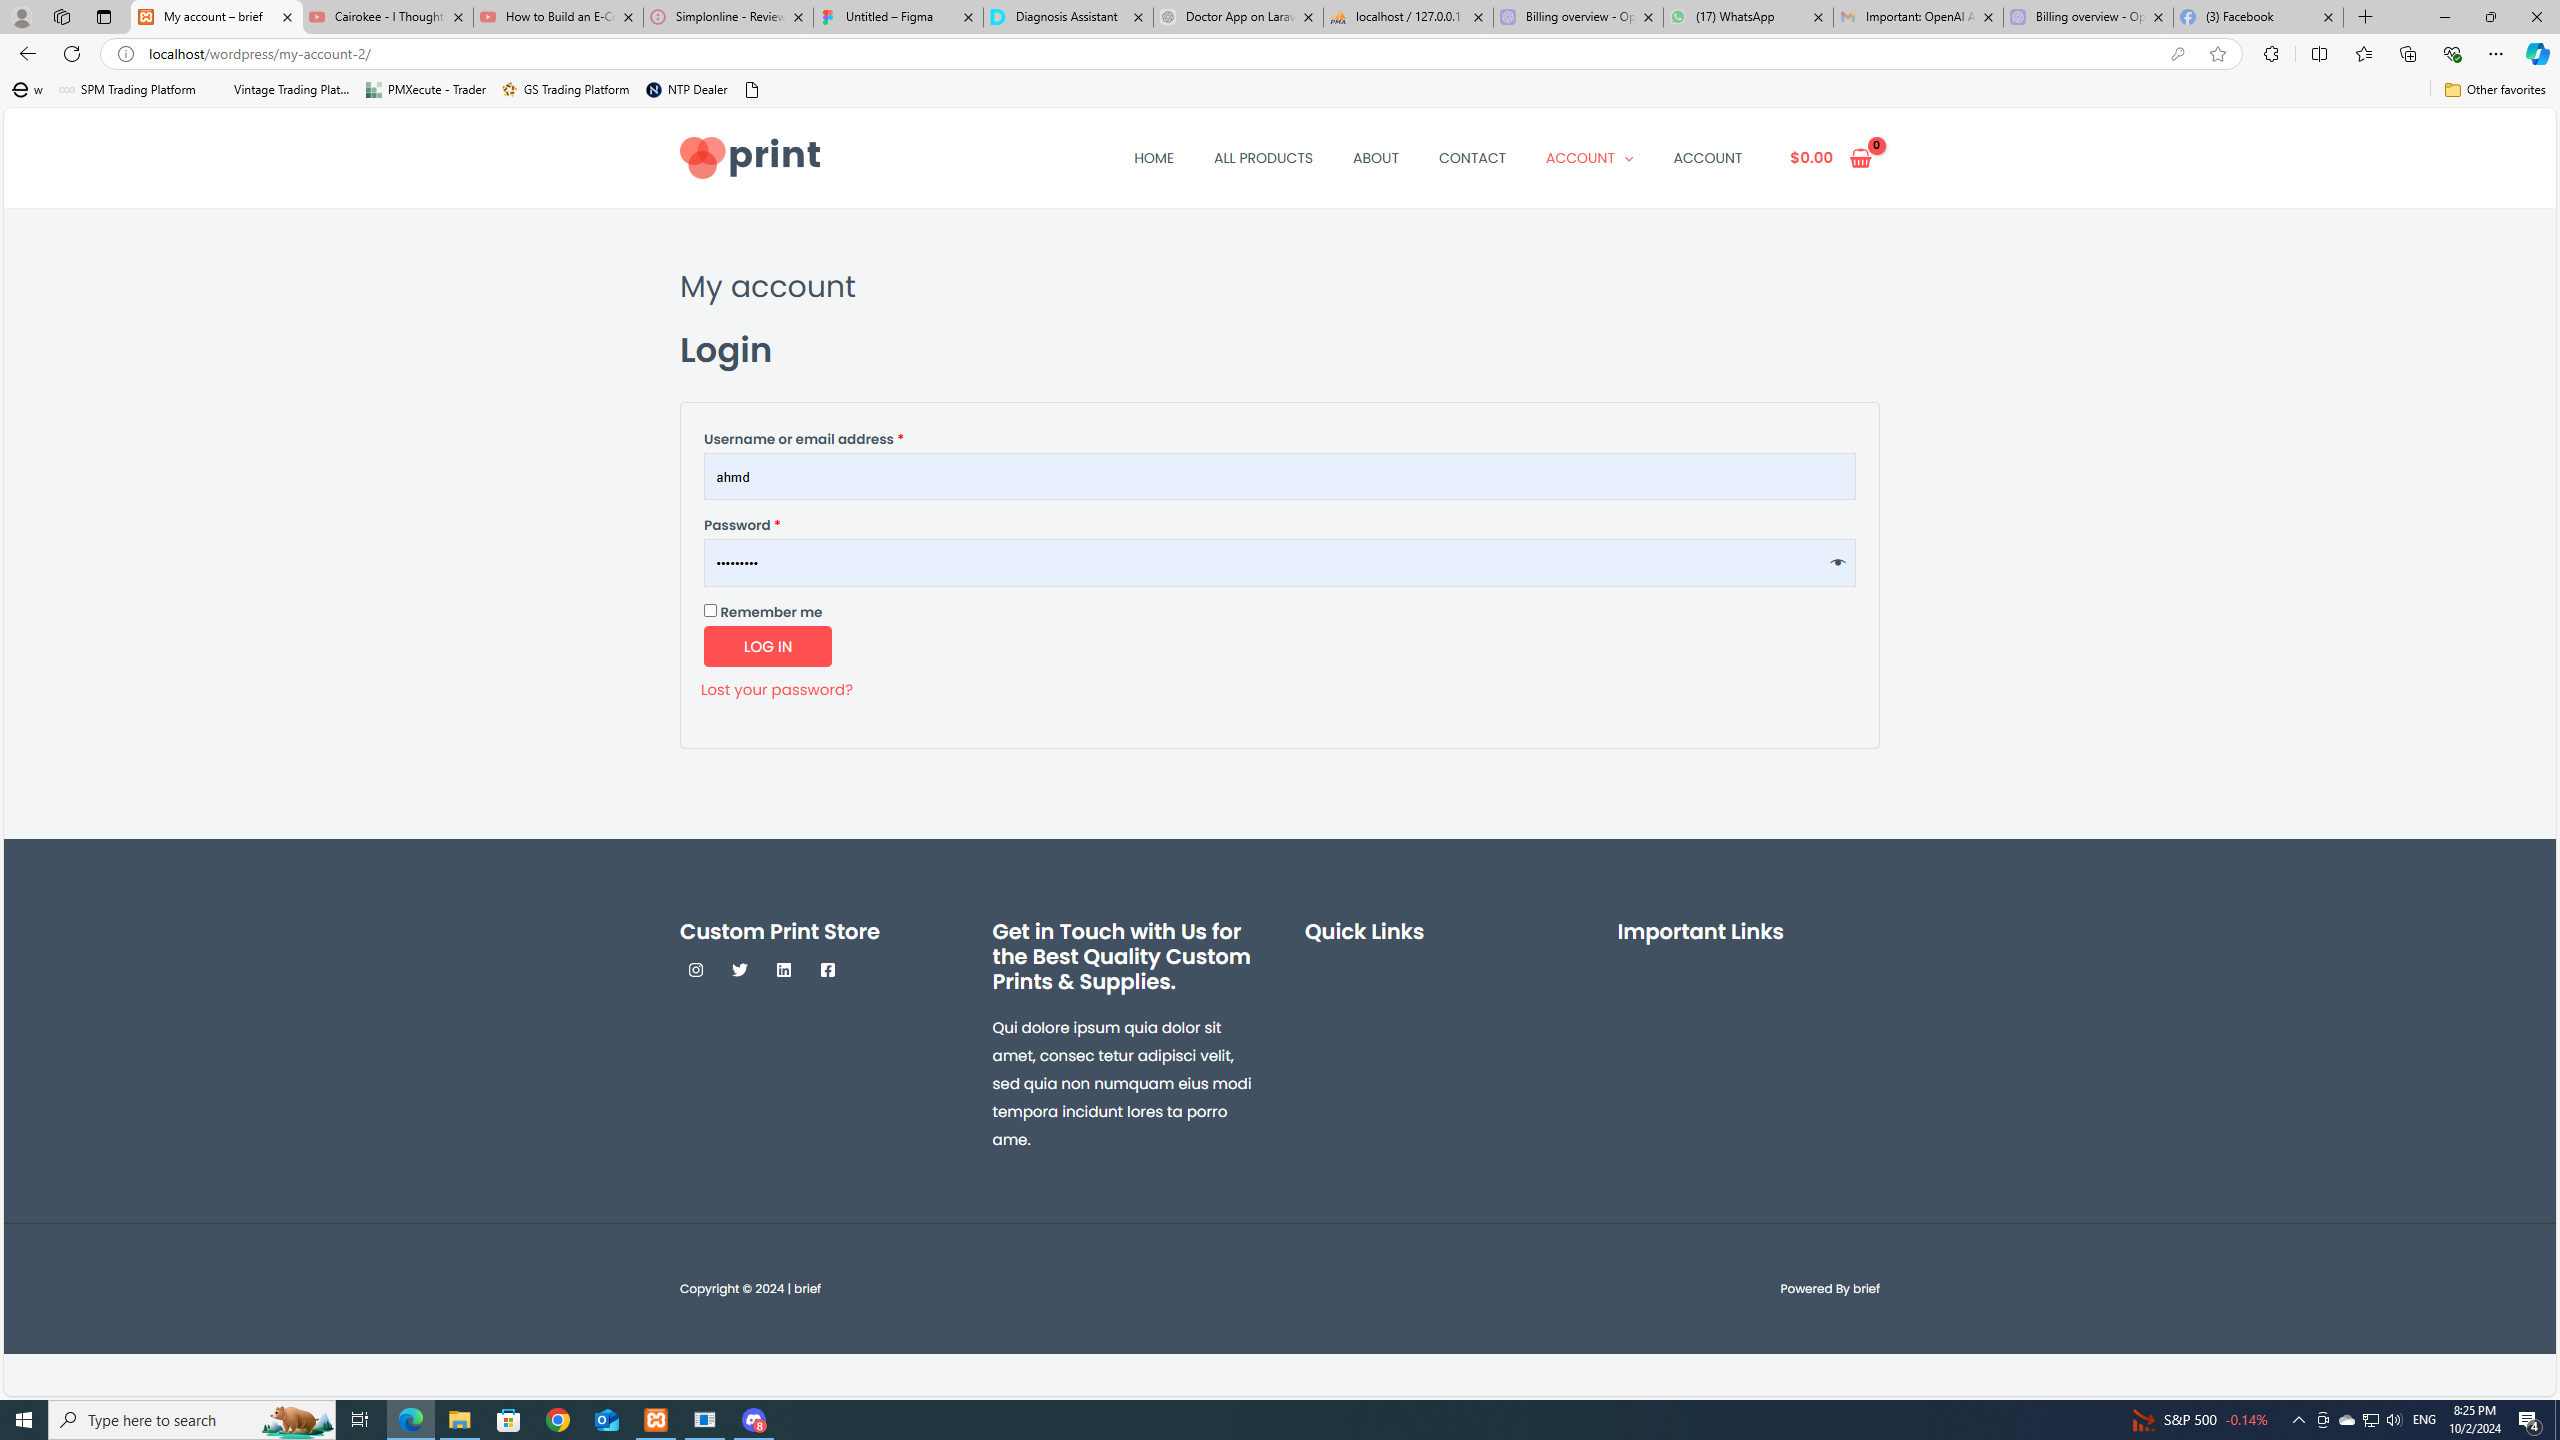 My account – brief
Cairokee - I Thought
How to Build an E-C
Simplonline - Review
Untitled – Figma
Diagnosis Assistant
Doctor App on Larav
localhost / 127.0.0.1
Billing overview - Op
(17) WhatsApp
Important: OpenAI A
Billing overview - Op
(3) Facebook
localhost/wordpress/my-account-2/
w
SPM Trading Platform
Vintage Trading Plat...
PMXecute - Trader
GS Trading Platform
NTP Dealer
Other favorites
print
HOME
ALL PRODUCTS
ABOUT
CONTACT
ACCOUNT
ACCOUNT
$0.00
0
My account
Login
Username or email address *
ahmd
Password *
•••••••••
Remember me
LOG IN
Lost your password?
Custom Print Store
Get in Touch with Us for
the Best Quality Custom
Prints & Supplies.
Qui dolore ipsum quia dolor sit
amet, consec tetur adipisci velit,
sed quia non numquam eius modi
tempora incidunt lores ta porro
ame.
Quick Links
Important Links
Copyright © 2024 | brief
Powered By brief
Type here to search
8
S&P 500 -0.14%
ENG
8:25 PM
10/2/2024
4